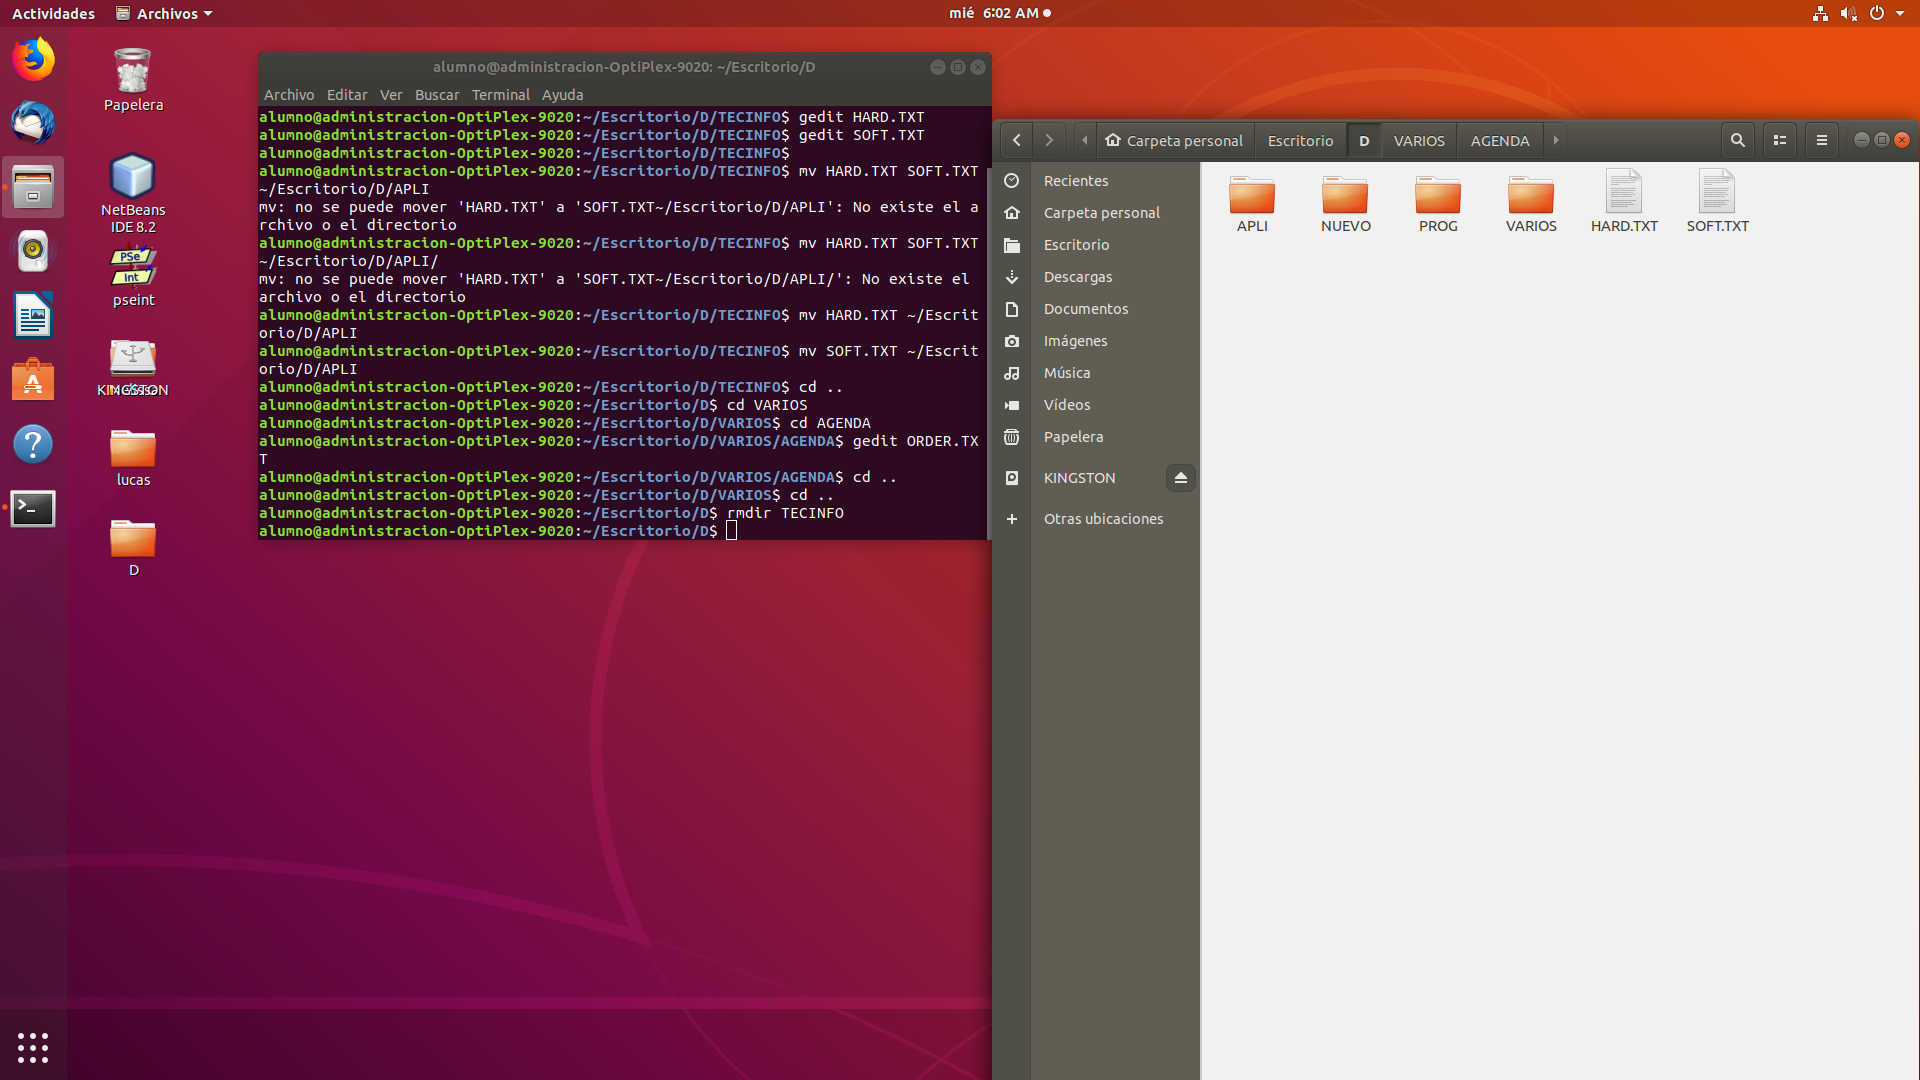 Actividades
Archivos
mié 6:02 AM
Papelera
NetBeans
IDE 8.2
PSe
Int
pseint
KINGSTON
lucas
D
alumno@administracion-OptiPlex-9020: ~/Escritorio/D
Archivo Editar Ver Buscar Terminal Ayuda
alumno@administracion-OptiPlex-9020:~/Escritorio/D/TECINFO$ gedit HARD.TXT
alumno@administracion-OptiPlex-9020:~/Escritorio/D/TECINFO$ gedit SOFT.TXT
alumno@administracion-OptiPlex-9020:~/Escritorio/D/TECINFO$
alumno@administracion-OptiPlex-9020:~/Escritorio/D/TECINFO$ mv HARD.TXT SOFT.TXT
~/Escritorio/D/APLI
mv: no se puede mover 'HARD.TXT' a 'SOFT.TXT~/Escritorio/D/APLI': No existe el a
rchivo o el directorio
alumno@administracion-OptiPlex-9020:~/Escritorio/D/TECINFO$ mv HARD.TXT SOFT.TXT
~/Escritorio/D/APLI/
mv: no se puede mover 'HARD.TXT' a 'SOFT.TXT~/Escritorio/D/APLI/': No existe el
archivo o el directorio
alumno@administracion-OptiPlex-9020:~/Escritorio/D/TECINFO$ mv HARD.TXT ~/Escrit
orio/D/APLI
alumno@administracion-OptiPlex-9020:~/Escritorio/D/TECINFO$ mv SOFT.TXT ~/Escrit
orio/D/APLI
alumno@administracion-OptiPlex-9020:~/Escritorio/D/TECINFO$ cd ..
alumno@administracion-OptiPlex-9020:~/Escritorio/D$ cd VARIOS
alumno@administracion-OptiPlex-9020:~/Escritorio/D/VARIOS$ cd AGENDA
alumno@administracion-OptiPlex-9020:~/Escritorio/D/VARIOS/AGENDA$ gedit ORDER.TX
T
alumno@administracion-OptiPlex-9020:~/Escritorio/D/VARIOS/AGENDA$ cd ..
alumno@administracion-OptiPlex-9020:~/Escritorio/D/VARIOS$ cd ..
alumno@administracion-OptiPlex-9020:~/Escritorio/D$ rmdir TECINFO
alumno@administracion-OptiPlex-9020:~/Escritorio/D$
Carpeta personal Escritorio D VARIOS AGENDA
Recientes
Carpeta personal
Escritorio
Descargas
Documentos
Imágenes
Música
Vídeos
Papelera
KINGSTON
Otras ubicaciones
APLI NUEVO PROG VARIOS HARD.TXT SOFT.TXT